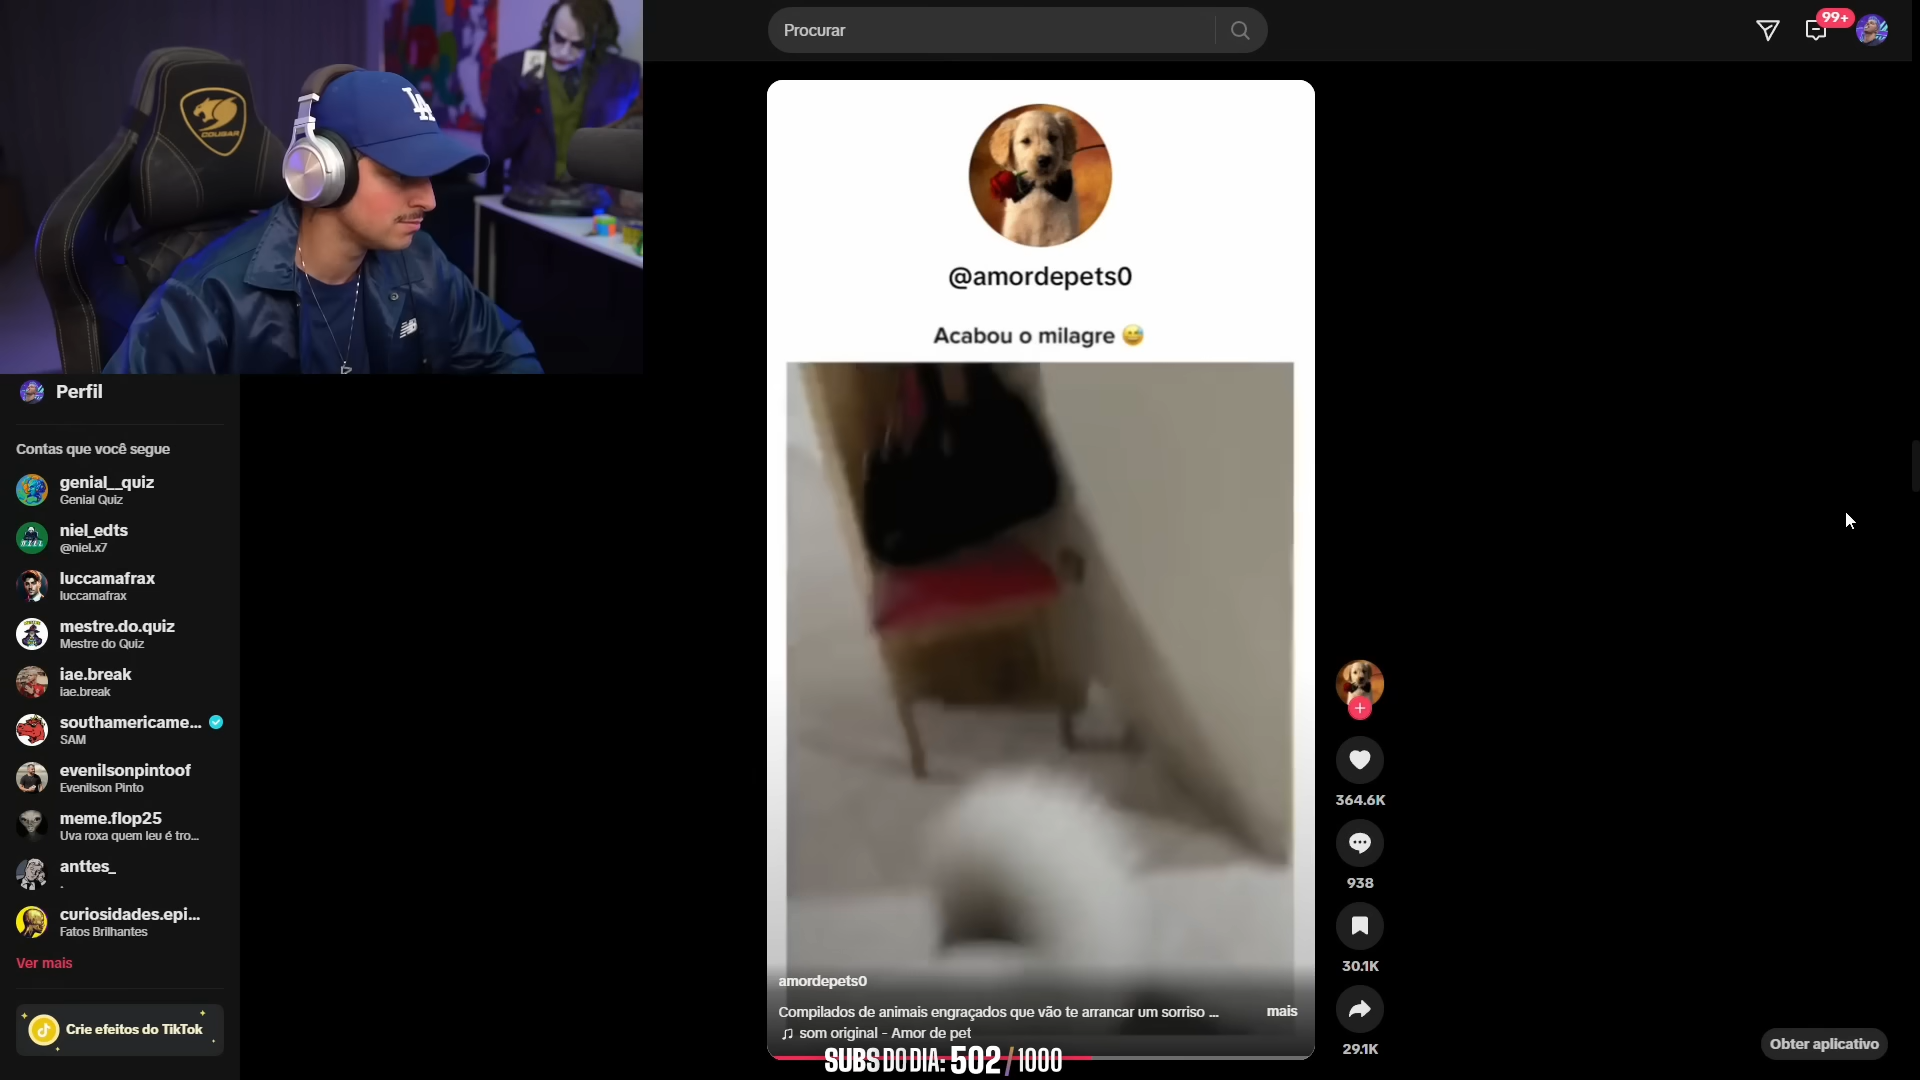 Procurar
99+
COUGAR
LA
@amordepets0
Acabou o milagre 😅
Perfil
Contas que você segue
genial__quiz
Genial Quiz
niel_edts
@niel.x7
luccamafrax
luccamafrax
mestre.do.quiz
Mestre do Quiz
iae.break
iae.break
southamericame...
SAM
evenilsonpintoof
Evenilson Pinto
meme.flop25
Uva roxa quem leu é tro...
anttes_
.
curiosidades.epi...
Fatos Brilhantes
Ver mais
Crie efeitos do TikTok
364.6K
938
30.1K
29.1K
amordepets0
Compilados de animais engraçados que vão te arrancar um sorriso ... mais
som original - Amor de pet
SUBS DO DIA: 502/1000
Obter aplicativo